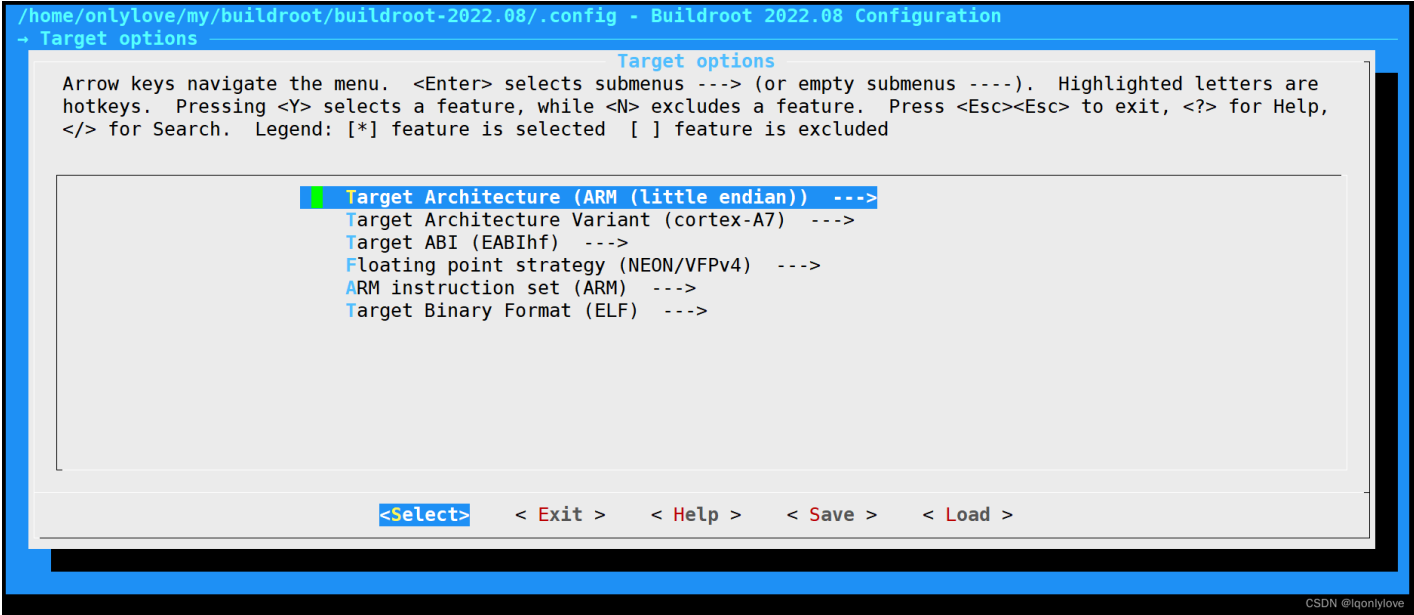 /home/onlylove/my/buildroot/buildroot-2022.08/.config - Buildroot 2022.08 Configuration
→ Target options
Target options
Arrow keys navigate the menu.  <Enter> selects submenus ---> (or empty submenus ----).  Highlighted letters are
hotkeys.  Pressing <Y> selects a feature, while <N> excludes a feature.  Press <Esc><Esc> to exit, <?> for Help,
</> for Search.  Legend: [*] feature is selected  [ ] feature is excluded
Target Architecture (ARM (little endian))  --->
Target Architecture Variant (cortex-A7)  --->
Target ABI (EABIhf)  --->
Floating point strategy (NEON/VFPv4)  --->
ARM instruction set (ARM)  --->
Target Binary Format (ELF)  --->
<Select>    < Exit >    < Help >    < Save >    < Load >
CSDN @lqonlylove